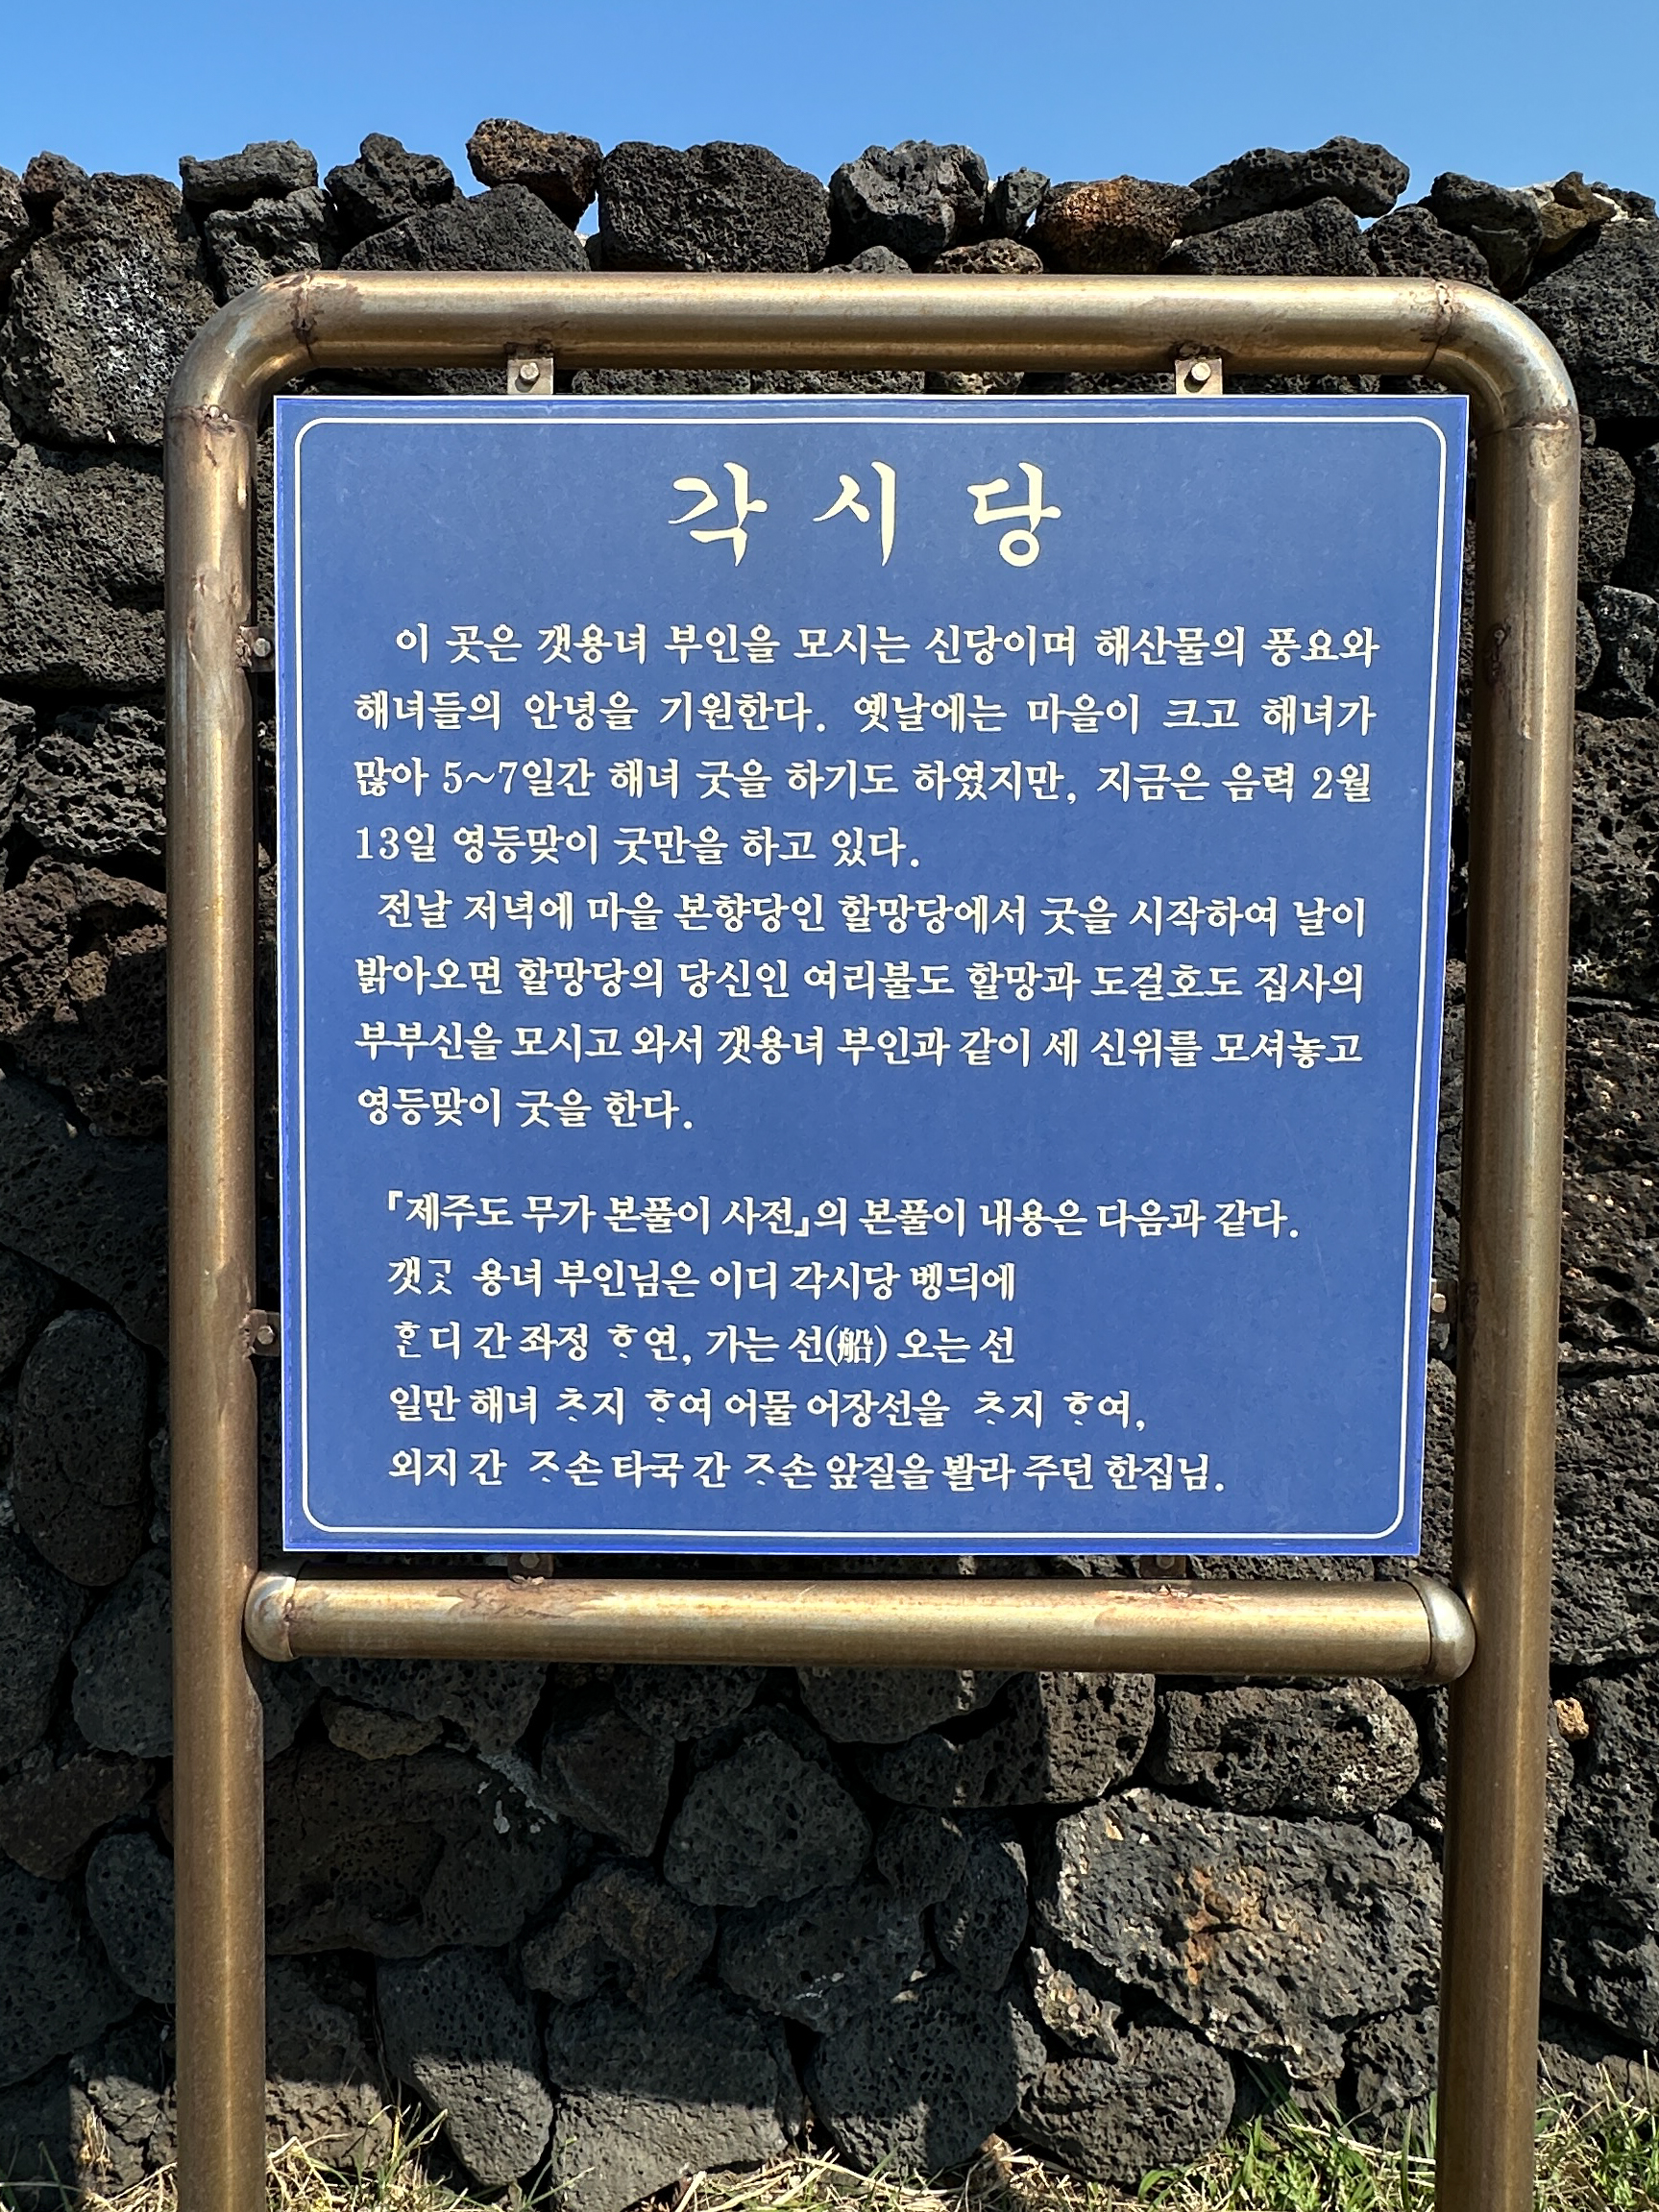 각시당
이 곳은 갯용녀 부인을 모시는 신당이며 해산물의 풍요와
해녀들의 안녕을 기원한다. 옛날에는 마을이 크고 해녀가
많아 5~7일간 해녀 굿을 하기도 하였지만, 지금은 음력 2월
13일 영등맞이 굿만을 하고 있다.
전날 저녁에 마을 본향당인 할망당에서 굿을 시작하여 날이
밝아오면 할망당의 당신인 여리불도 할망과 도걸호도 집사의
부부신을 모시고 와서 갯용녀 부인과 같이 세 신위를 모셔놓고
영등맞이 굿을 한다.
『제주도 무가 본풀이 사전』의 본풀이 내용은 다음과 같다.
갯ᄀᆺ 용녀 부인님은 이디 각시당 벵듸에
ᄒᆫ디 간 좌정 ᄒᆞ연, 가는 선(船) 오는 선
일만 해녀 ᄎᆞ지 ᄒᆞ여 어물 어장선을 ᄎᆞ지 ᄒᆞ여,
외지 간 ᄌᆞ손 타국 간 ᄌᆞ손 앞질을 봘라 주던 한집님.